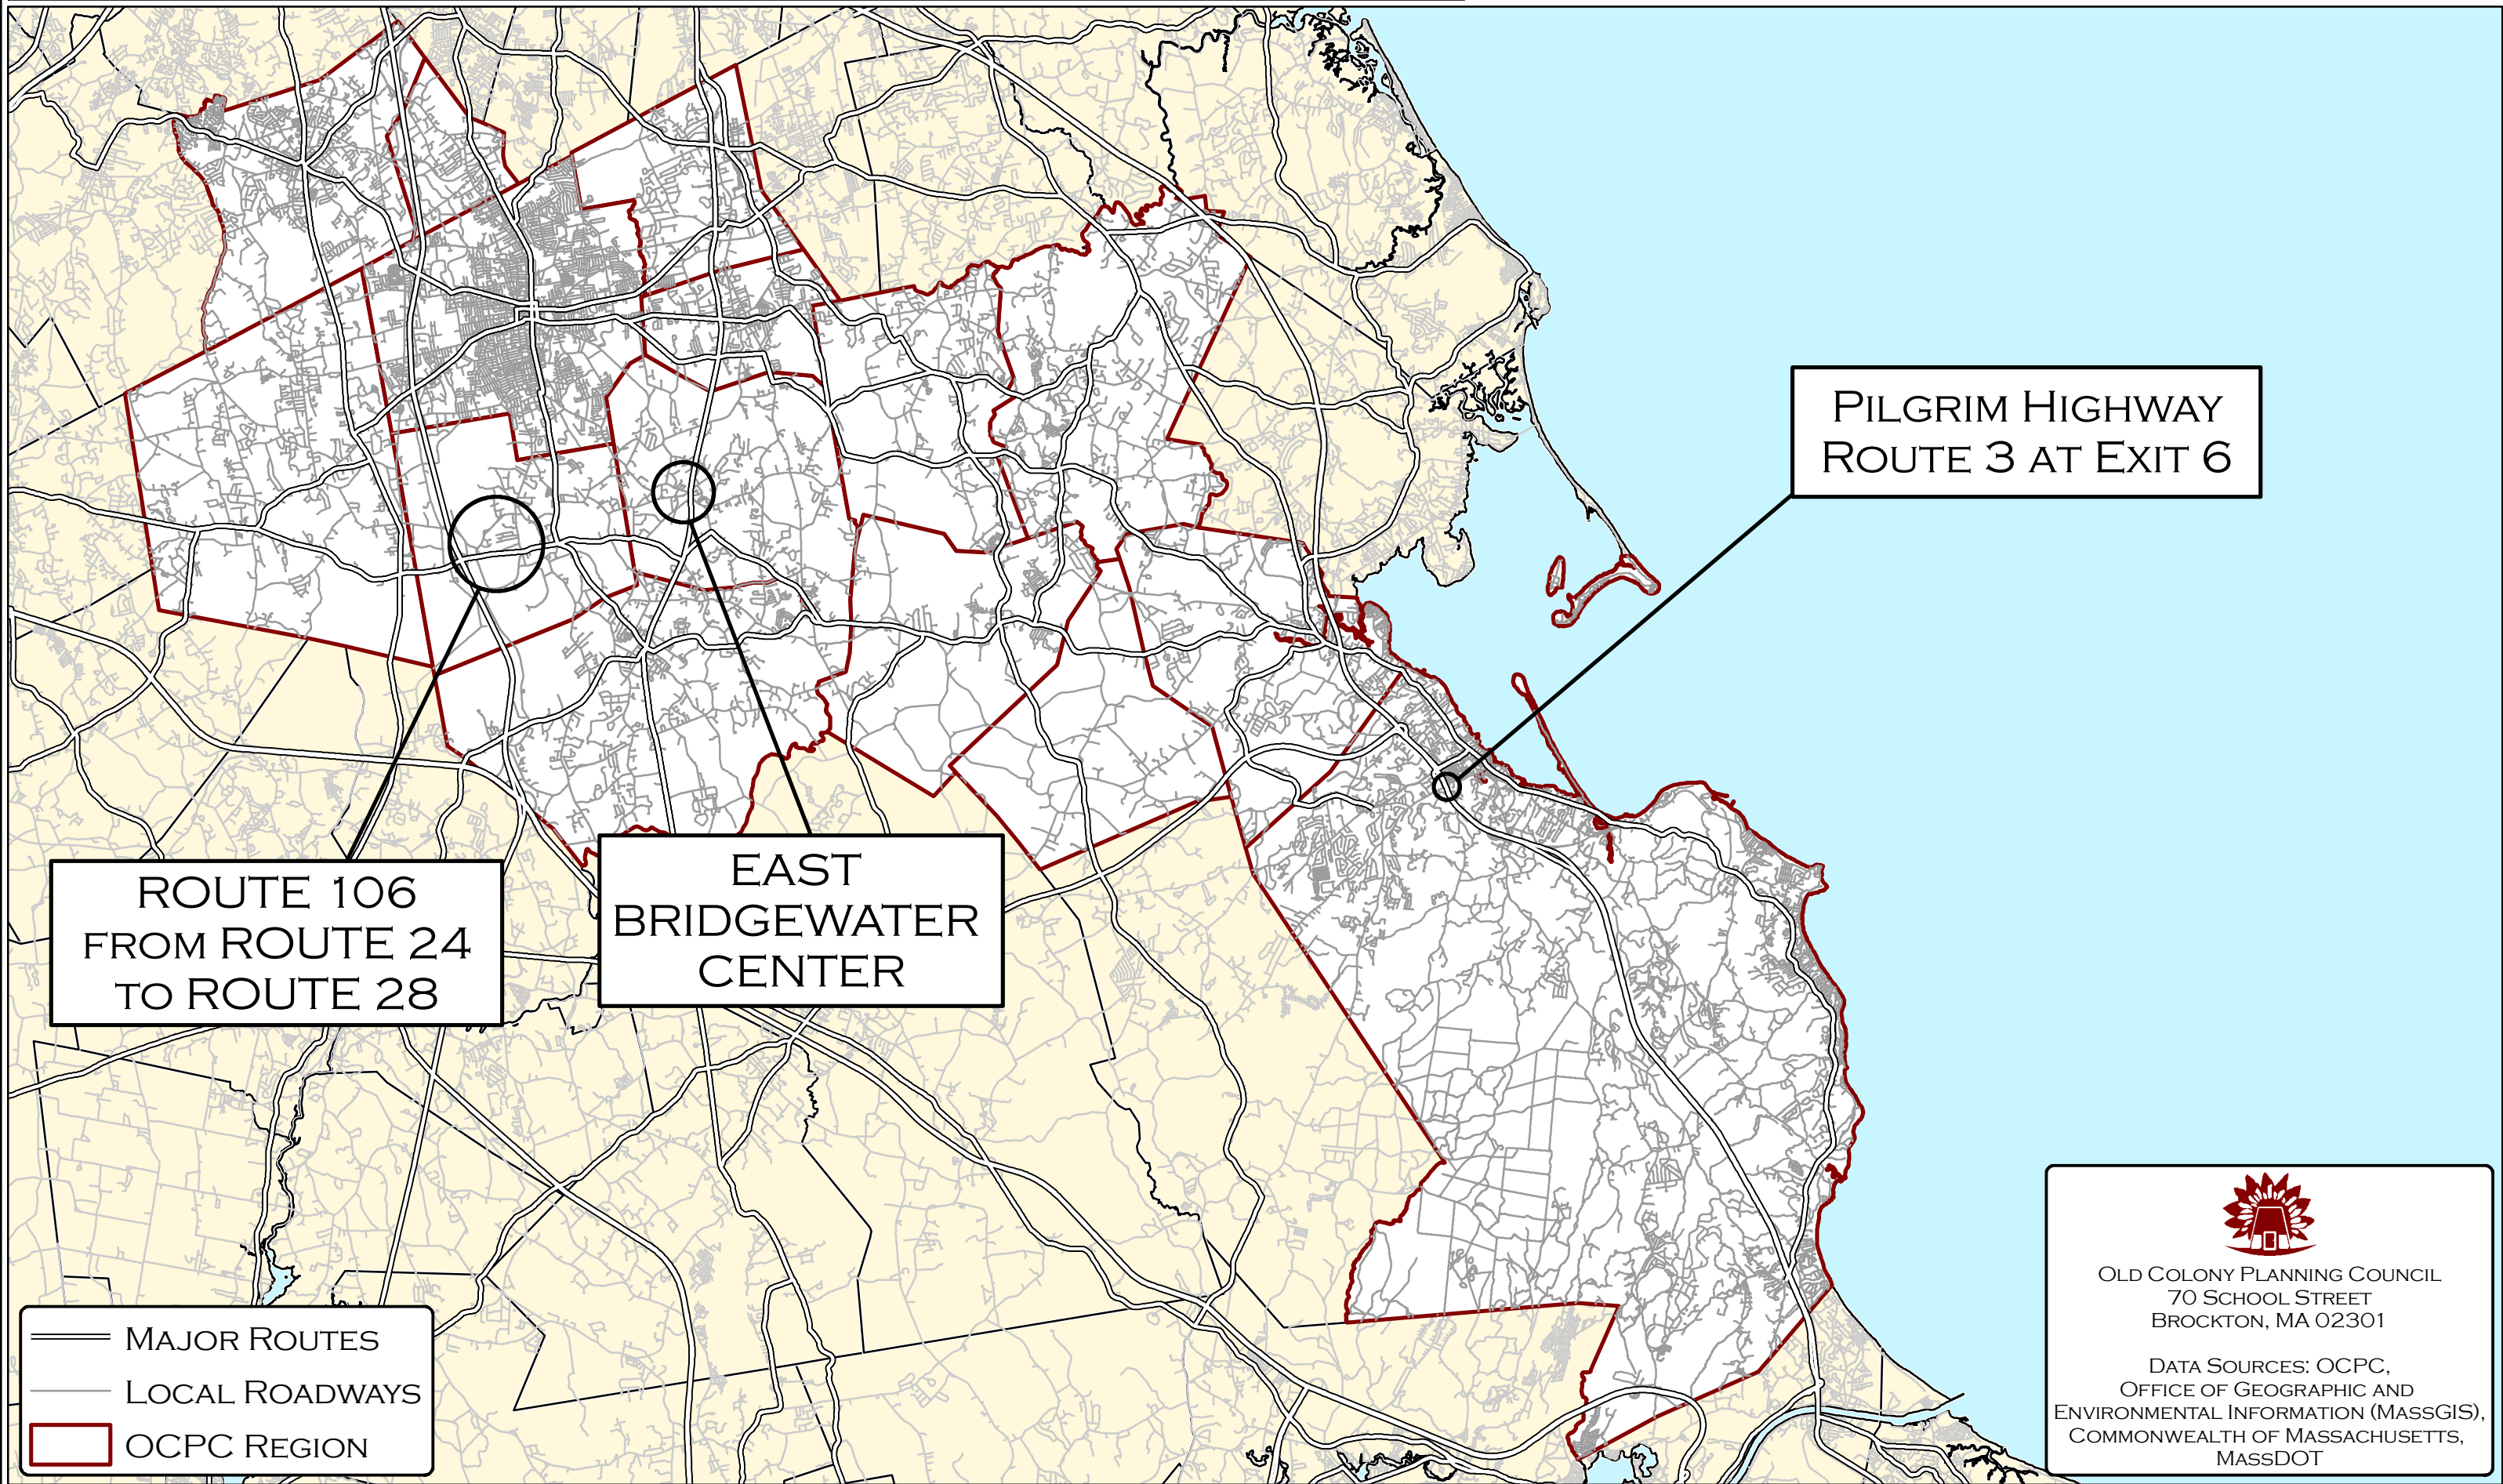 PILGRIM HIGHWAY
ROUTE 3 AT EXIT 6
ROUTE 106
FROM ROUTE 24
TO ROUTE 28
EAST
BRIDGEWATER
CENTER
MAJOR ROUTES
LOCAL ROADWAYS
OCPC REGION
OLD COLONY PLANNING COUNCIL
70 SCHOOL STREET
BROCKTON, MA 02301
DATA SOURCES: OCPC,
OFFICE OF GEOGRAPHIC AND
ENVIRONMENTAL INFORMATION (MASSGIS),
COMMONWEALTH OF MASSACHUSETTS,
MASSDOT